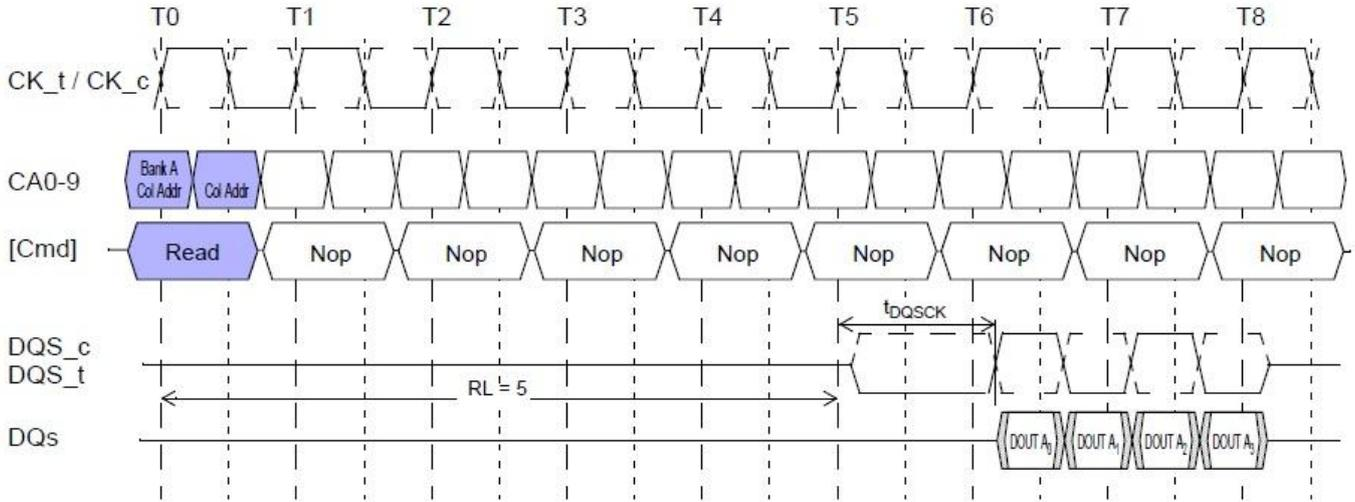 T0 T1 T2 T3 T4 T5 T6 T7 T8
CK_t / CK_c
CA0-9
Bank A
Col Addr
Col Addr
[Cmd]
Read Nop Nop Nop Nop Nop Nop Nop Nop
tDQSCK
DQS_c
DQS_t
RL = 5
DQs
DOUT A0 DOUT A1 DOUT A2 DOUT A3